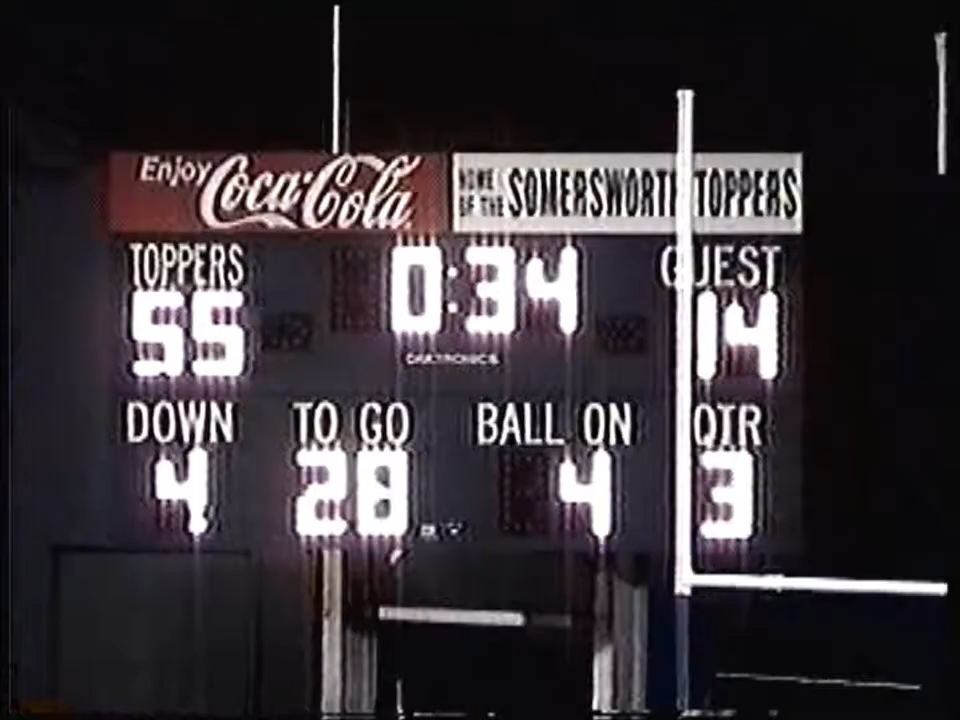 Enjoy Coca-Cola
HOME OF THE SOMERSWORTH TOPPERS
TOPPERS 0:34 GUEST
55 14
DAKTRONICS
DOWN TO GO BALL ON QTR
4 28 4 3